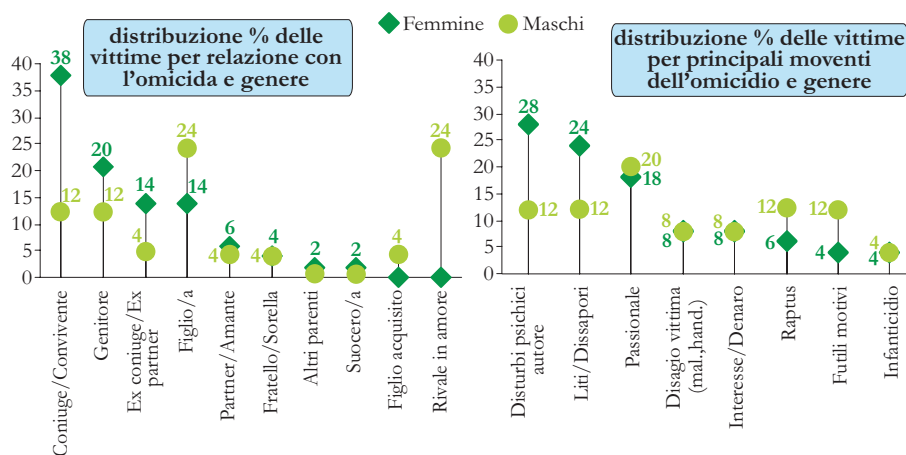 Femmine Maschi
distribuzione % delle
vittime per relazione con
l'omicida e genere
40
35
30
25
20
15
10
5
0
38
12
20
12
14
4
24
14
6
4
4
4
2
2
4
24
Coniuge/Convivente
Genitore
Ex coniuge/Ex
partner
Figlio/a
Partner/Amante
Fratello/Sorella
Altri parenti
Suocero/a
Figlio acquisito
Rivale in amore
distribuzione % delle vittime
per principali moventi
dell'omicidio e genere
40
35
30
25
20
15
10
5
0
28
12
24
12
20
18
8
8
8
8
12
6
12
4
4
4
Disturbi psichici
autore
Liti/Dissapori
Passionale
Disagio vittima
(mal,hand.)
Interesse/Denaro
Raptus
Futili motivi
Infanticidio